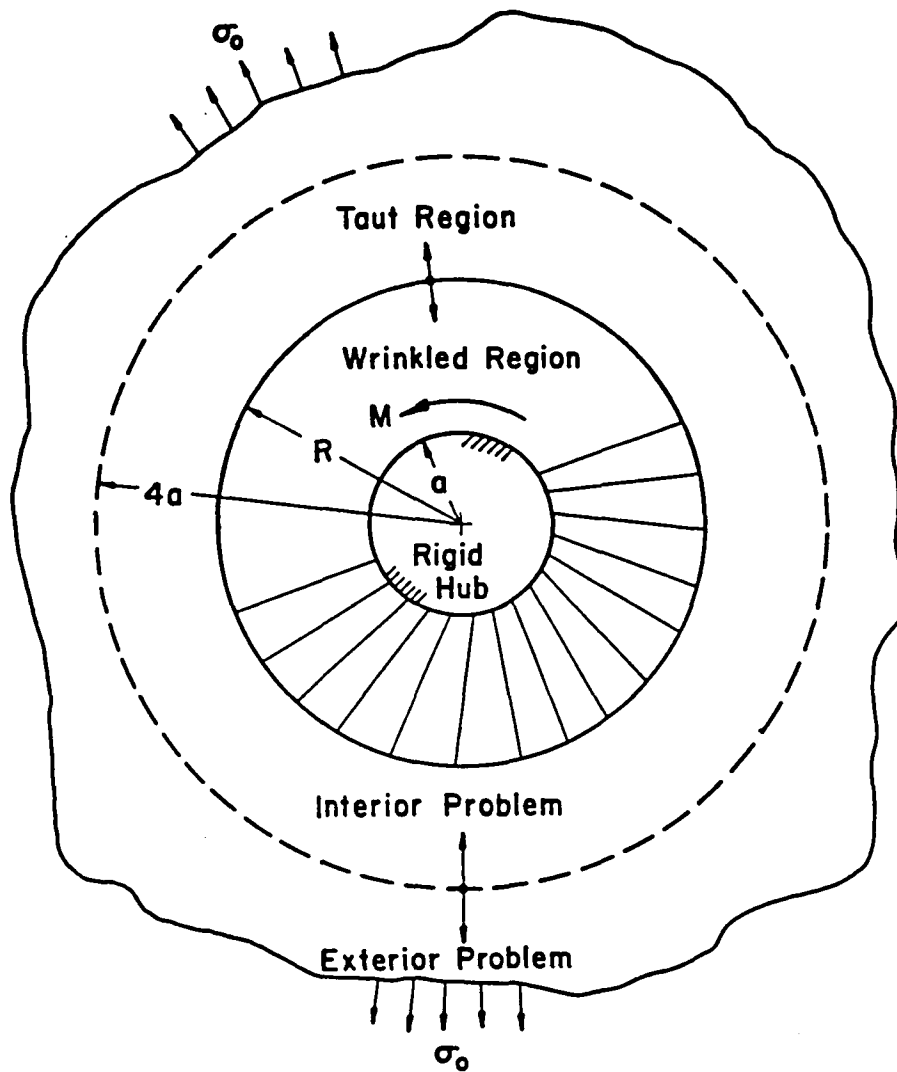 σo
Taut Region
Wrinkled Region
M
R
a
4a
Rigid
Hub
Interior Problem
Exterior Problem
σo